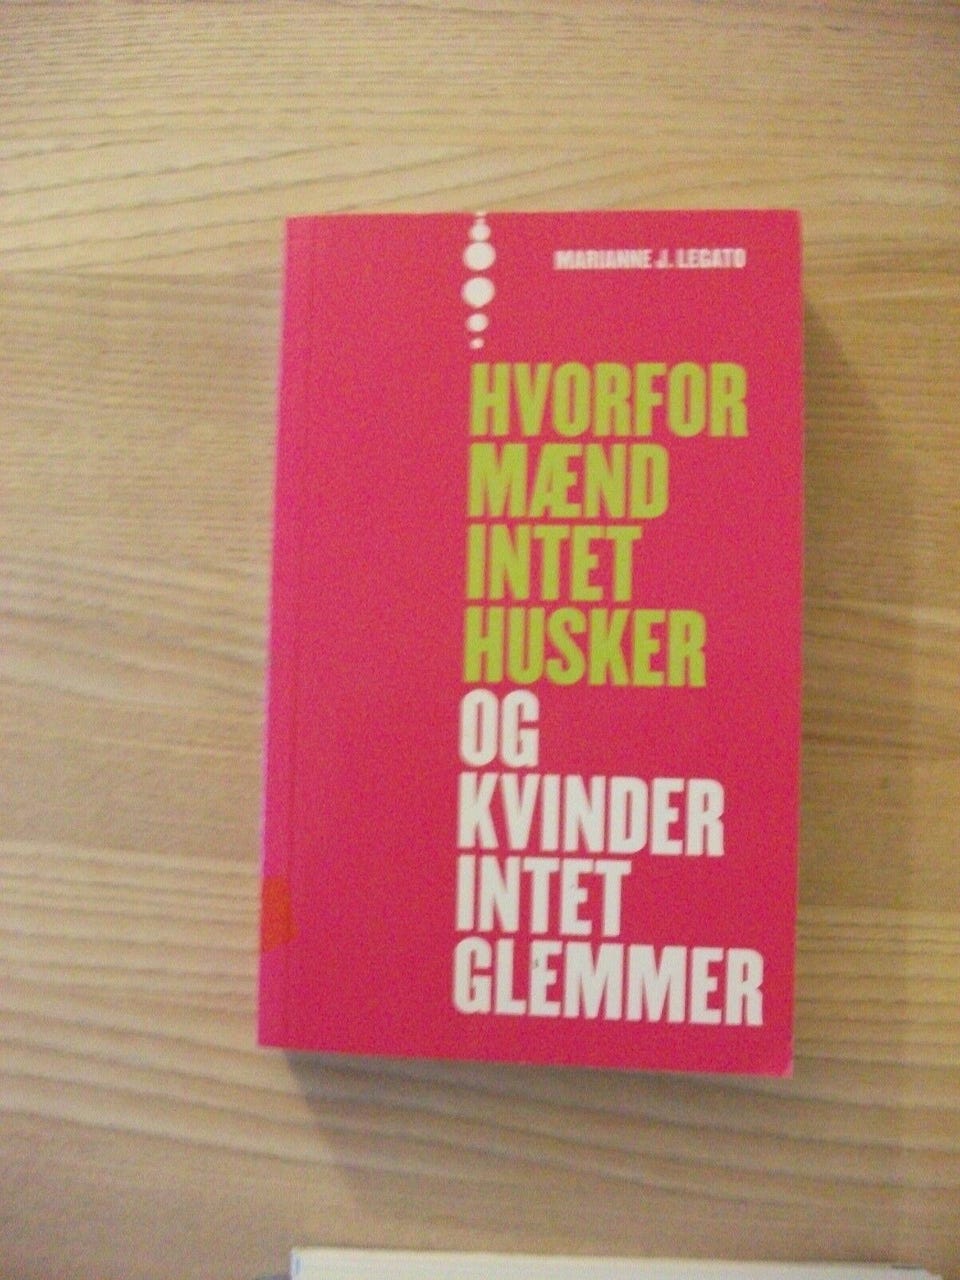 MARIANNE J. LEGATO
HVORFOR
MÆND
INTET
HUSKER
OG
KVINDER
INTET
GLEMMER